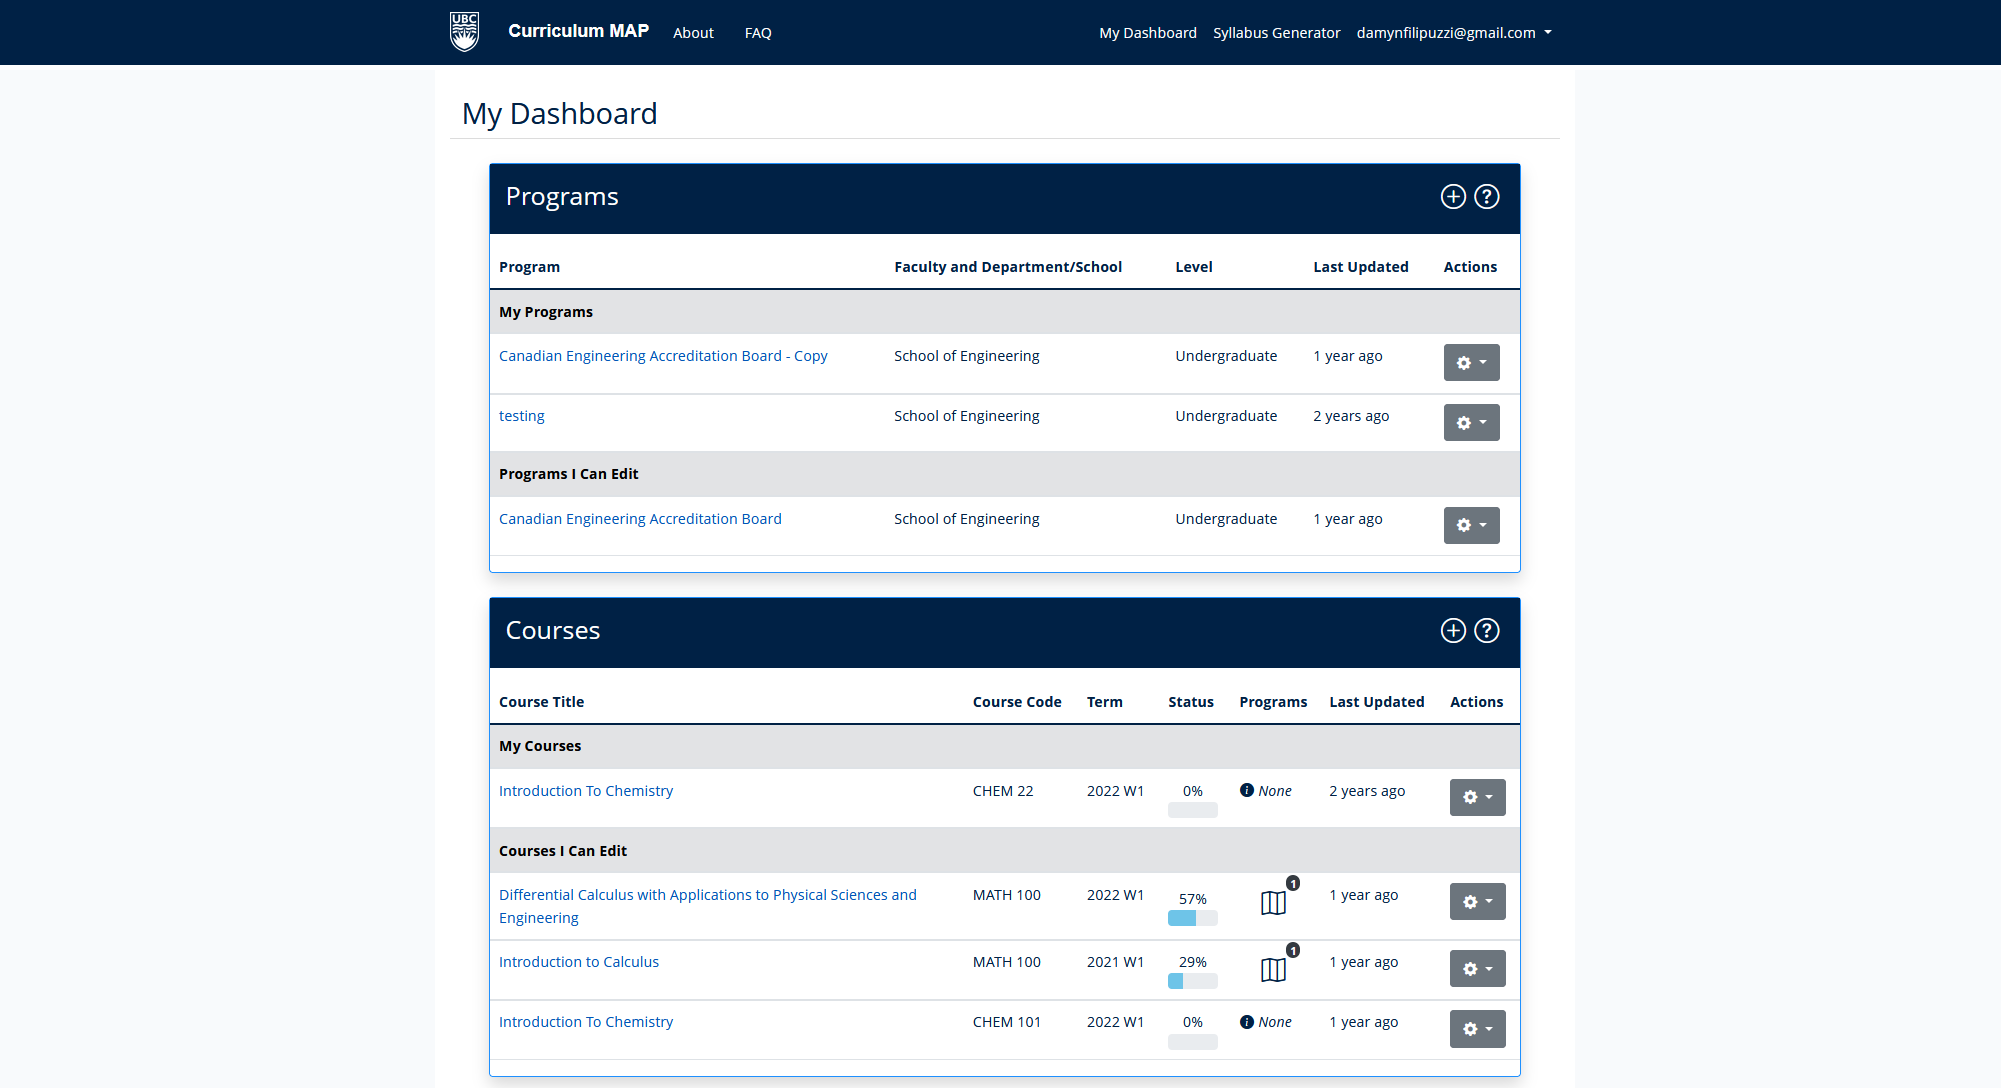 UBC
Curriculum MAP About FAQ My Dashboard Syllabus Generator damynfilipuzzi@gmail.com
My Dashboard
Programs
Program Faculty and Department/School Level Last Updated Actions
My Programs
Canadian Engineering Accreditation Board - Copy School of Engineering Undergraduate 1 year ago
testing School of Engineering Undergraduate 2 years ago
Programs I Can Edit
Canadian Engineering Accreditation Board School of Engineering Undergraduate 1 year ago
Courses
Course Title Course Code Term Status Programs Last Updated Actions
My Courses
Introduction To Chemistry CHEM 22 2022 W1 0% None 2 years ago
Courses I Can Edit
Differential Calculus with Applications to Physical Sciences and MATH 100 2022 W1 57% 1 1 year ago
Engineering
Introduction to Calculus MATH 100 2021 W1 29% 1 1 year ago
Introduction To Chemistry CHEM 101 2022 W1 0% None 1 year ago